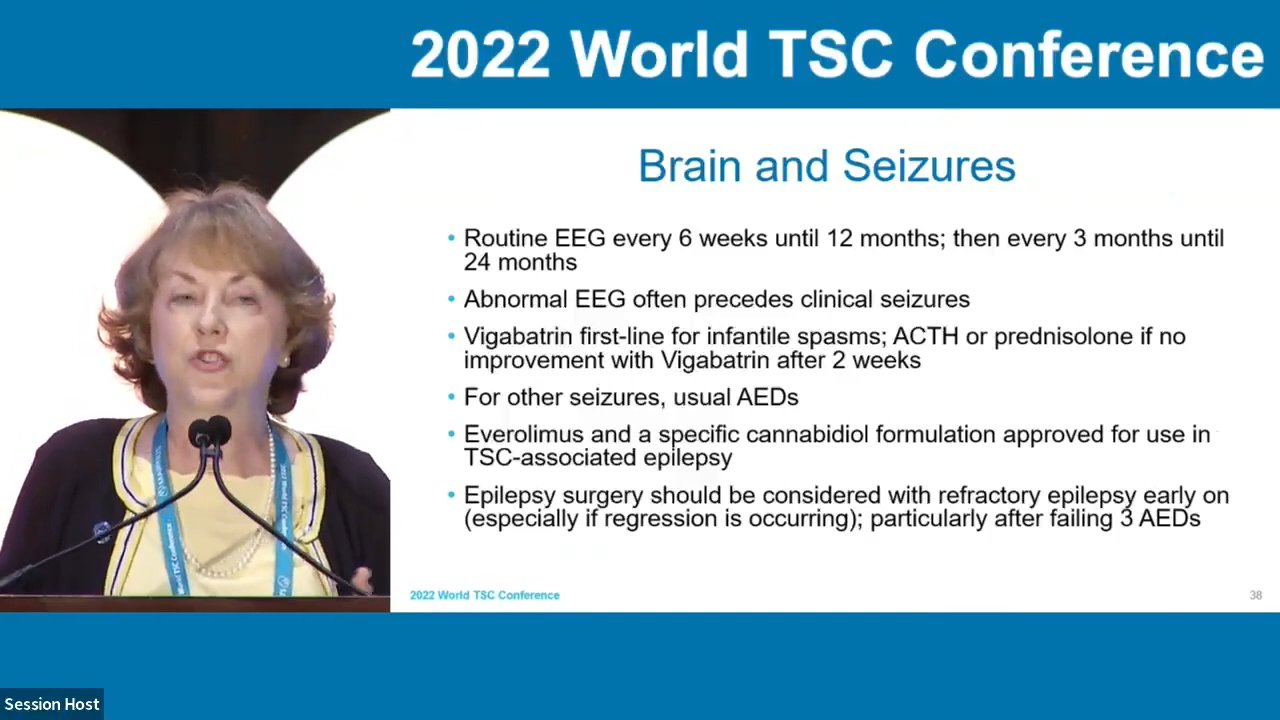 2022 World TSC Conference
Brain and Seizures
• Routine EEG every 6 weeks until 12 months; then every 3 months until
24 months
• Abnormal EEG often precedes clinical seizures
• Vigabatrin first-line for infantile spasms; ACTH or prednisolone if no
improvement with Vigabatrin after 2 weeks
• For other seizures, usual AEDs
• Everolimus and a specific cannabidiol formulation approved for use in
TSC-associated epilepsy
• Epilepsy surgery should be considered with refractory epilepsy early on
(especially if regression is occurring); particularly after failing 3 AEDs
World TSC Conference
2022 World TSC Conference
38
Session Host